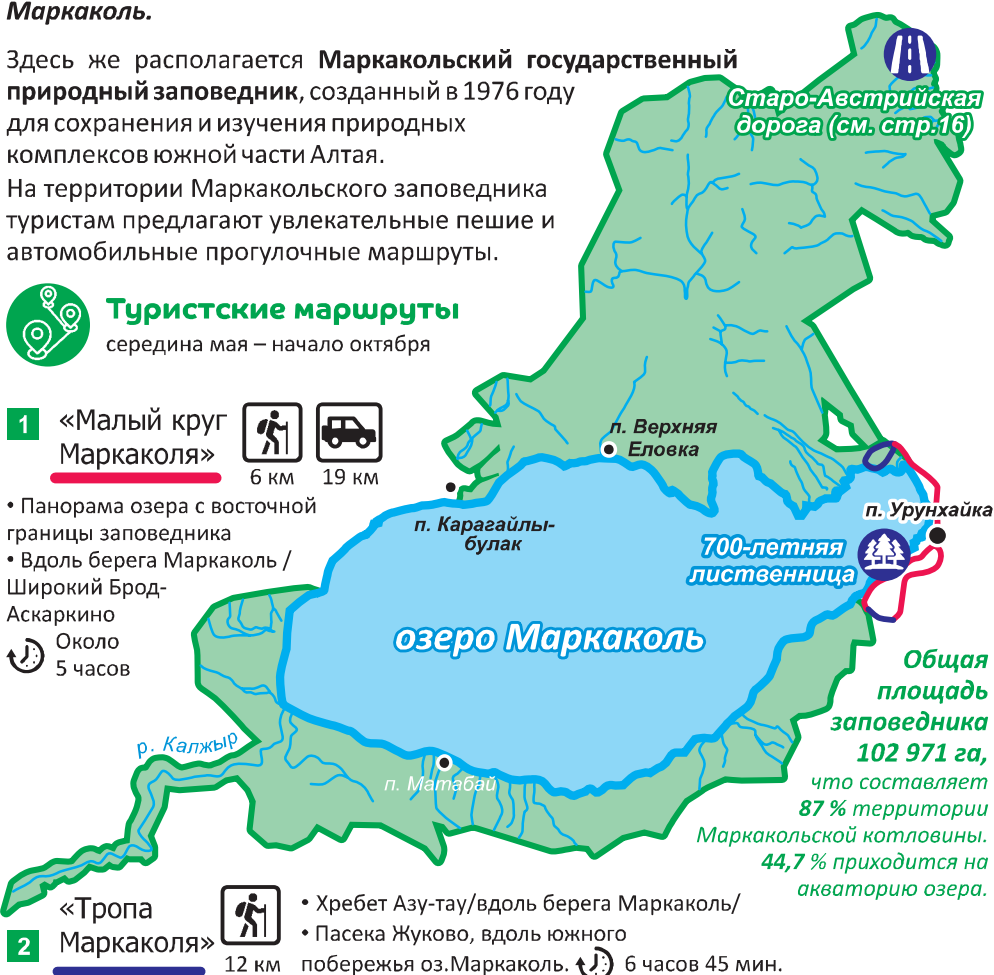 Маркаколь.
Здесь же располагается Маркакольский государственный
природный заповедник, созданный в 1976 году
для сохранения и изучения природных
комплексов южной части Алтая.
На территории Маркакольского заповедника
туристам предлагают увлекательные пешие и
автомобильные прогулочные маршруты.
Туристские маршруты
середина мая – начало октября
1
«Малый круг
Маркаколя»
6 км
19 км
• Панорама озера с восточной
границы заповедника
• Вдоль берега Маркаколь /
Широкий Брод-
Аскаркино
Около
5 часов
Старо-Австрийская
дорога (см. стр.16)
п. Верхняя
Еловка
п. Карагайлы-
булак
п. Урунхайка
700-летняя
лиственница
озеро Маркаколь
р. Калжыр
п. Матабай
Общая
площадь
заповедника
102 971 га,
что составляет
87 % территории
Маркакольской котловины.
44,7 % приходится на
акваторию озера.
2
«Тропа
Маркаколя»
12 км
• Хребет Азу-тау/вдоль берега Маркаколь/
• Пасека Жуково, вдоль южного
побережья оз.Маркаколь.
6 часов 45 мин.